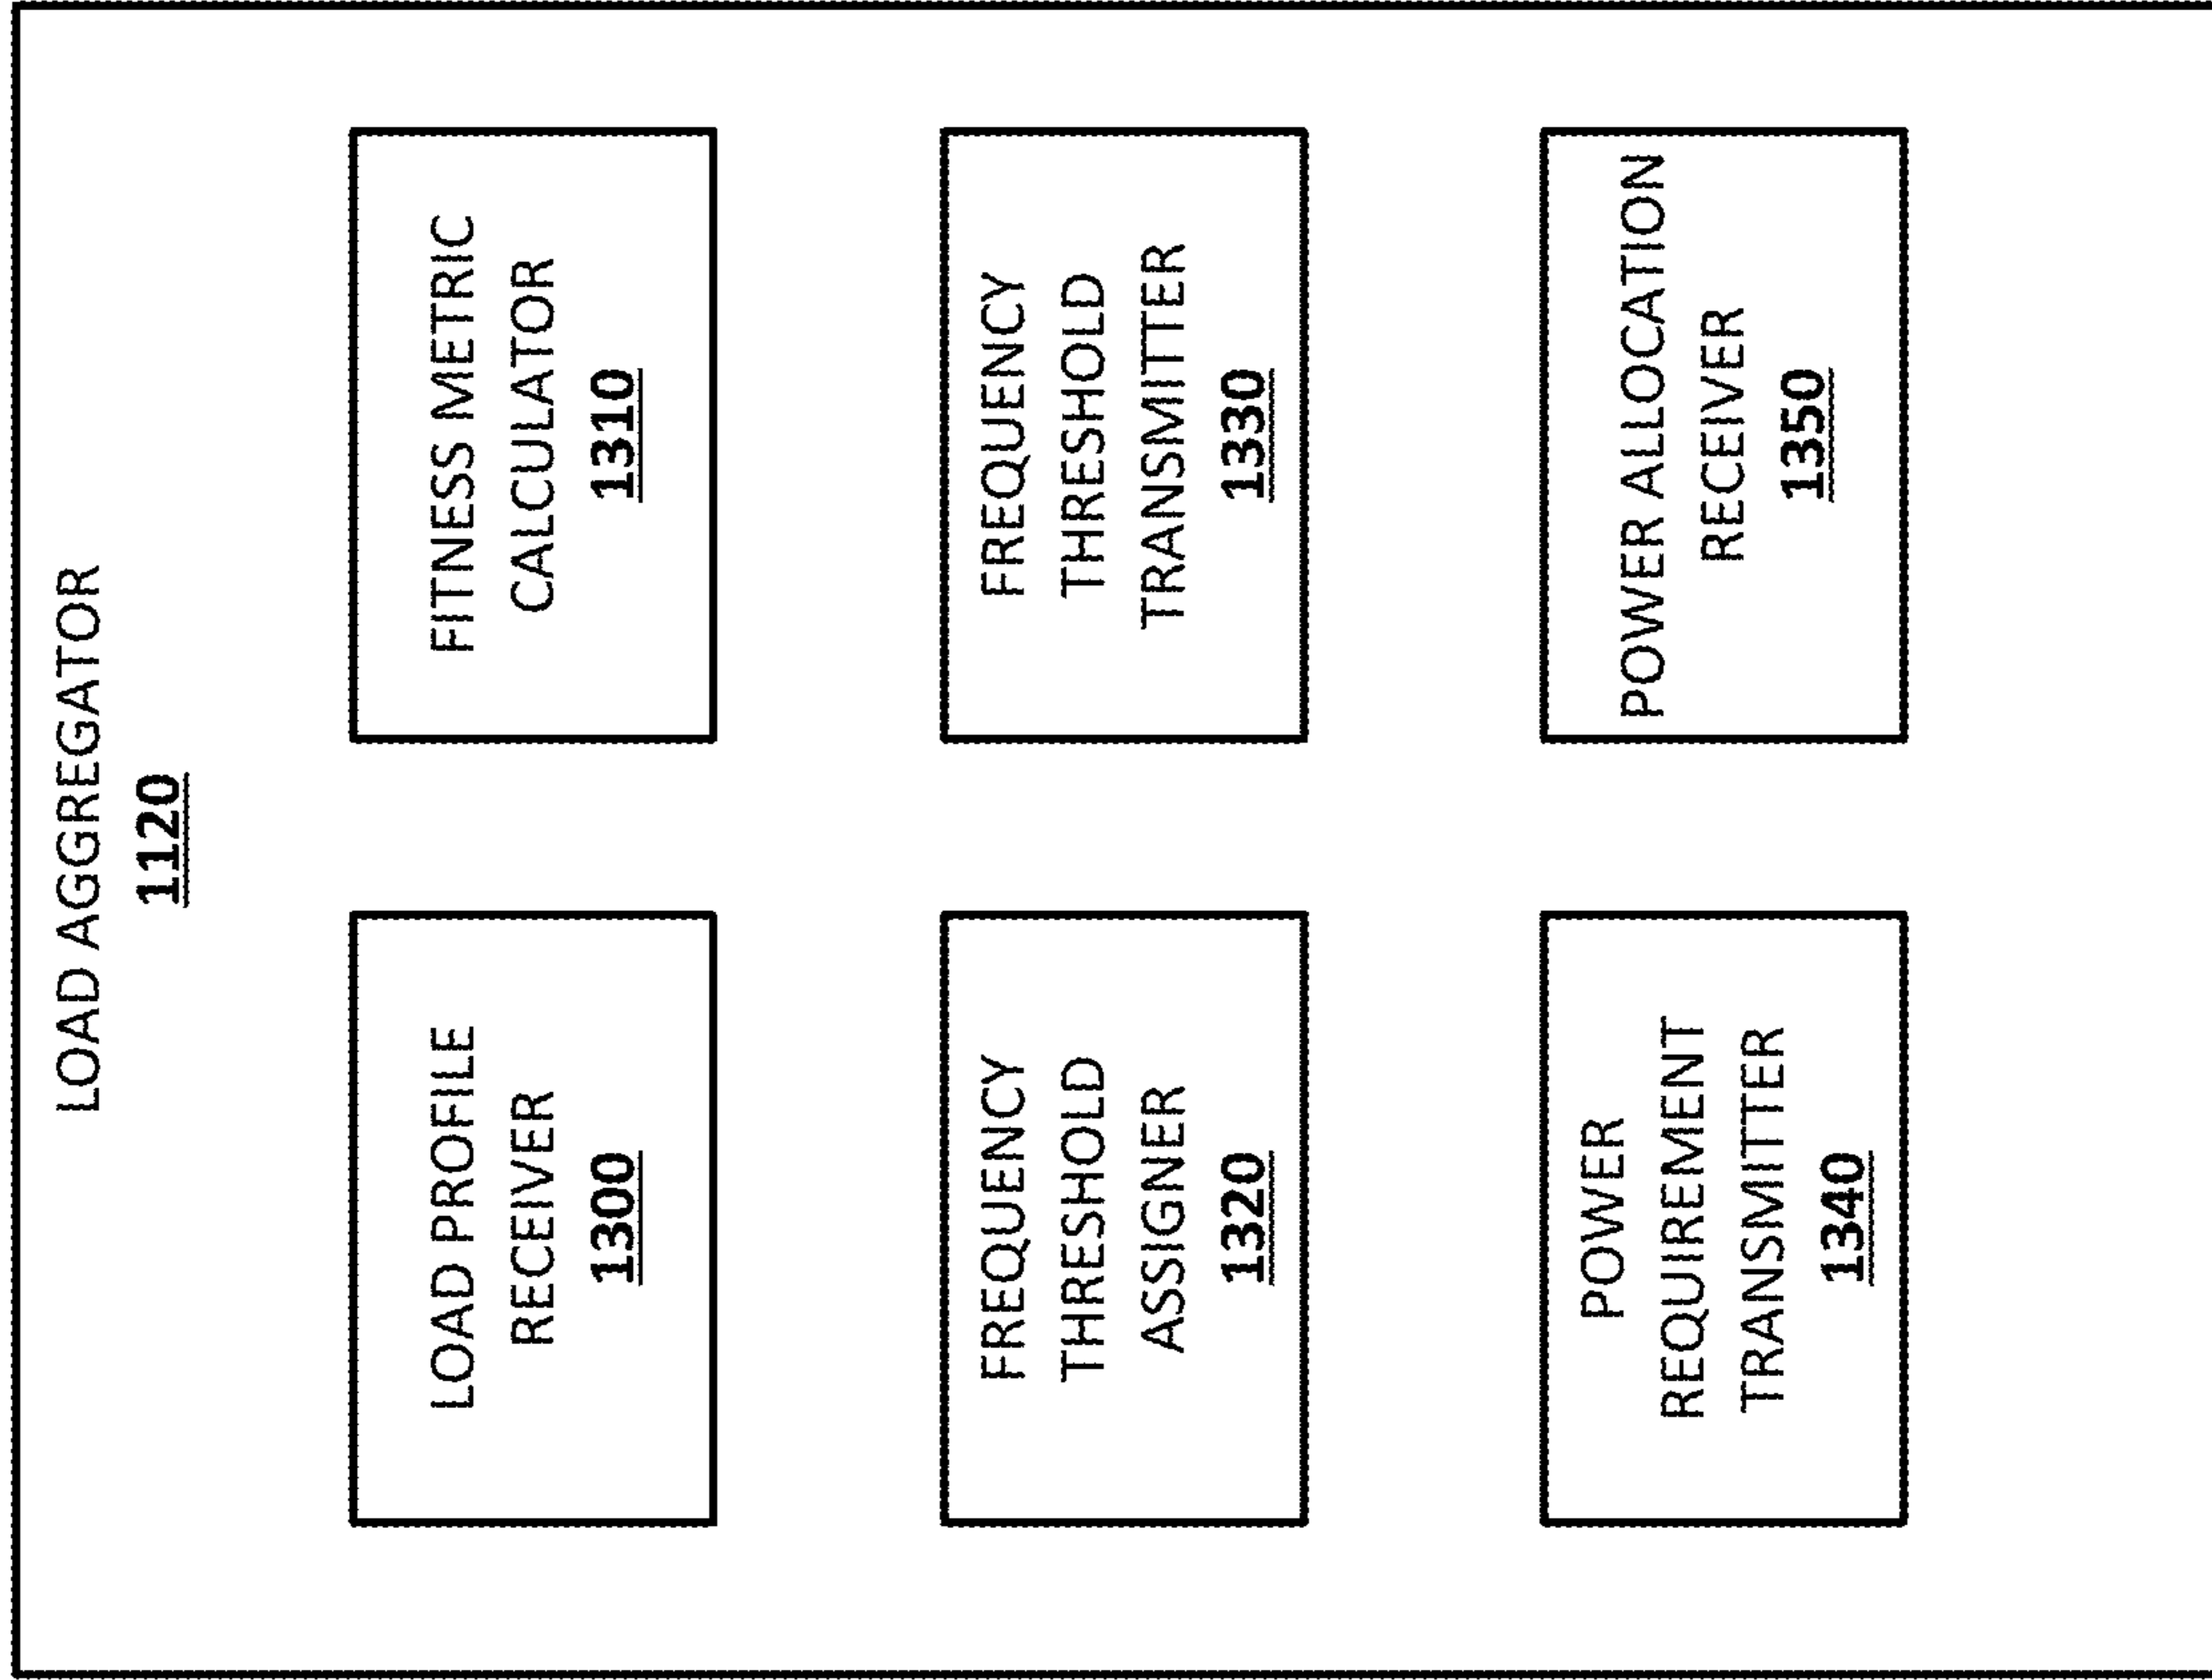 LOAD AGGREGATOR
1120
LOAD PROFILE
RECEIVER
1300
FITNESS METRIC
CALCULATOR
1310
FREQUENCY
THRESHOLD
ASSIGNER
1320
FREQUENCY
THRESHOLD
TRANSMITTER
1330
POWER
REQUIREMENT
TRANSMITTER
1340
POWER ALLOCATION
RECEIVER
1350